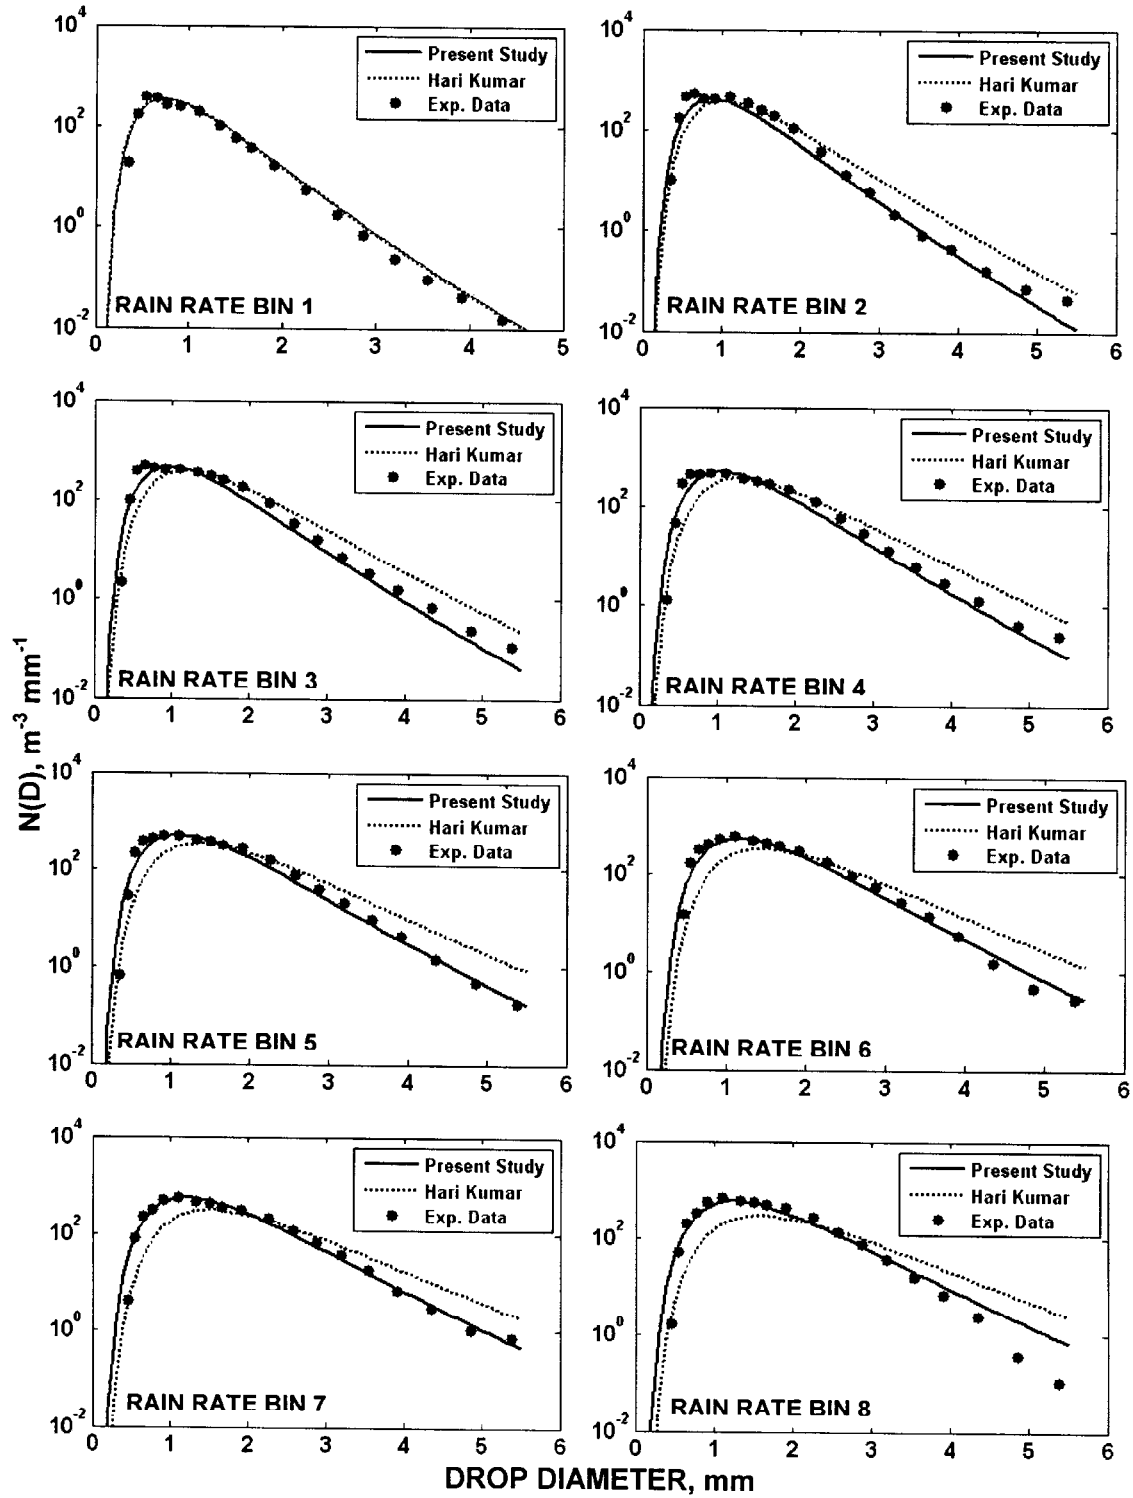 10^4
10^2
10^0
10^-2
0 1 2 3 4 5
Present Study
Hari Kumar
Exp. Data
RAIN RATE BIN 1
10^4
10^2
10^0
10^-2
0 1 2 3 4 5 6
Present Study
Hari Kumar
Exp. Data
RAIN RATE BIN 2
10^4
10^2
10^0
10^-2
0 1 2 3 4 5 6
Present Study
Hari Kumar
Exp. Data
RAIN RATE BIN 3
10^4
10^2
10^0
10^-2
0 1 2 3 4 5 6
Present Study
Hari Kumar
Exp. Data
RAIN RATE BIN 4
N(D), m^-3 mm^-1
10^4
10^2
10^0
10^-2
0 1 2 3 4 5 6
Present Study
Hari Kumar
Exp. Data
RAIN RATE BIN 5
10^4
10^2
10^0
10^-2
0 1 2 3 4 5 6
Present Study
Hari Kumar
Exp. Data
RAIN RATE BIN 6
10^4
10^2
10^0
10^-2
0 1 2 3 4 5 6
Present Study
Hari Kumar
Exp. Data
RAIN RATE BIN 7
10^4
10^2
10^0
10^-2
0 1 2 3 4 5 6
Present Study
Hari Kumar
Exp. Data
RAIN RATE BIN 8
DROP DIAMETER, mm